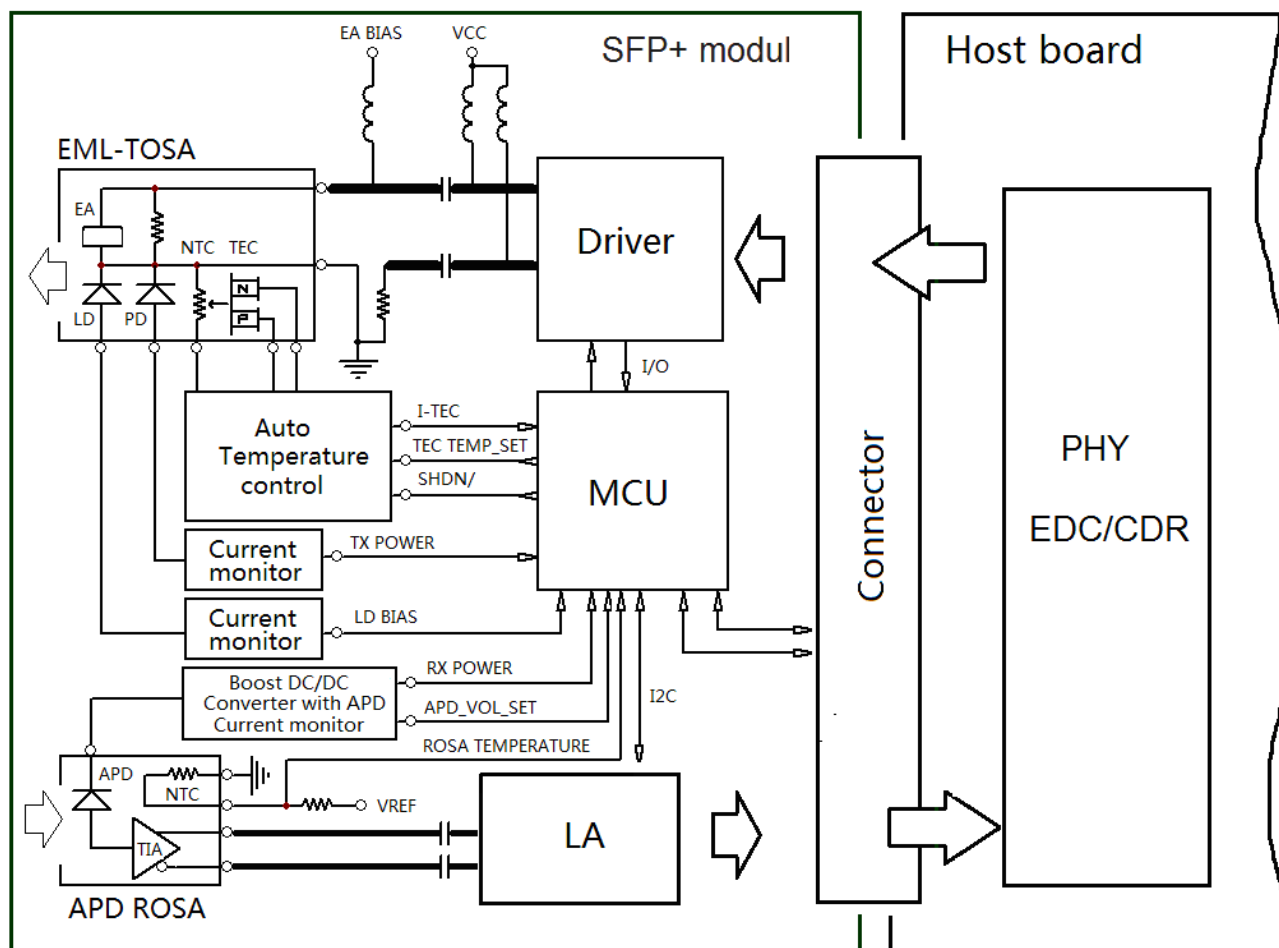 EA BIAS
VCC
SFP+ modul
Host board
EML-TOSA
EA
NTC
TEC
N
P
LD
PD
Driver
I/O
Auto
Temperature
control
I-TEC
TEC TEMP_SET
SHDN/
MCU
PHY
EDC/CDR
Connector
Current
monitor
TX POWER
Current
monitor
LD BIAS
Boost DC/DC
Converter with APD
Current monitor
RX POWER
APD_VOL_SET
I2C
ROSA TEMPERATURE
APD
NTC
VREF
TIA
LA
APD ROSA